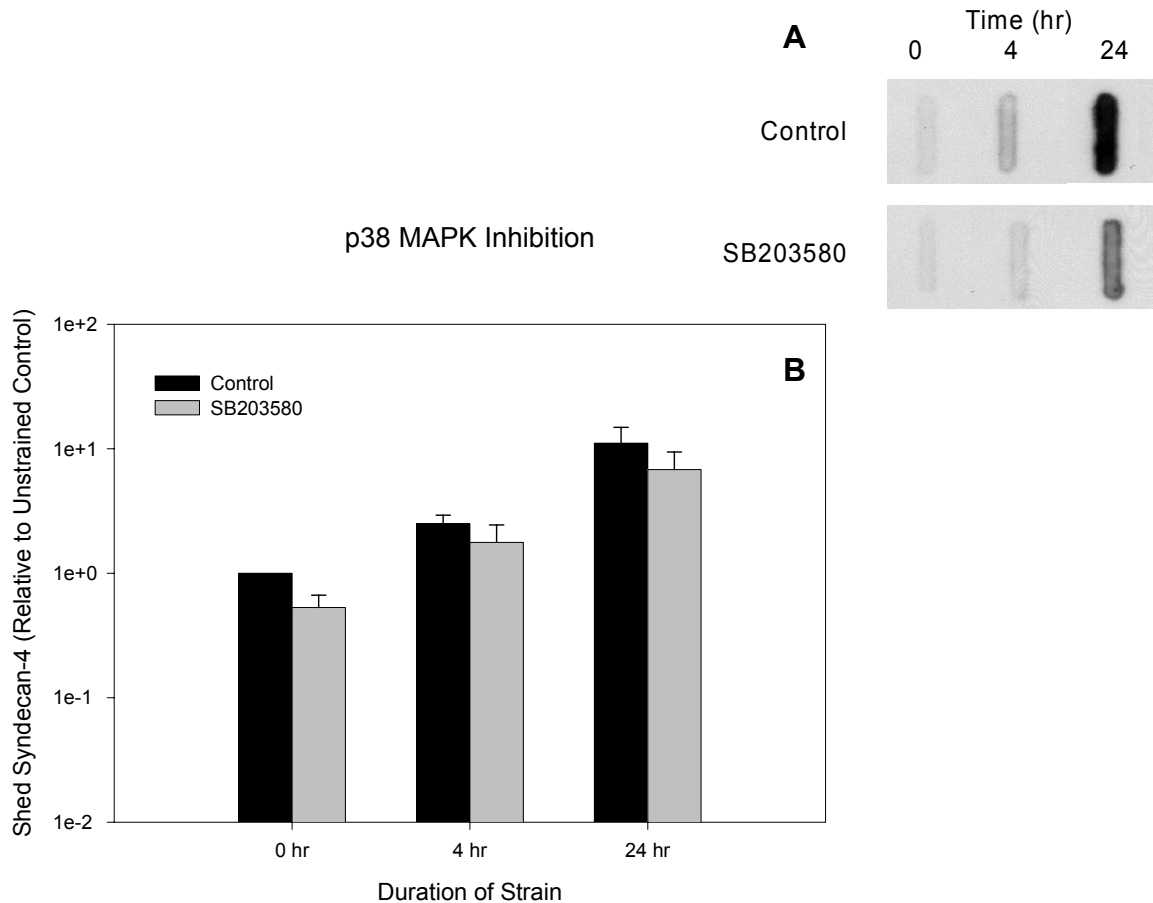 A
Time (hr)
0 4 24
Control
SB203580
p38 MAPK Inhibition
Shed Syndecan-4 (Relative to Unstrained Control)
1e+2
1e+1
1e+0
1e-1
1e-2
B
Control
SB203580
0 hr 4 hr 24 hr
Duration of Strain